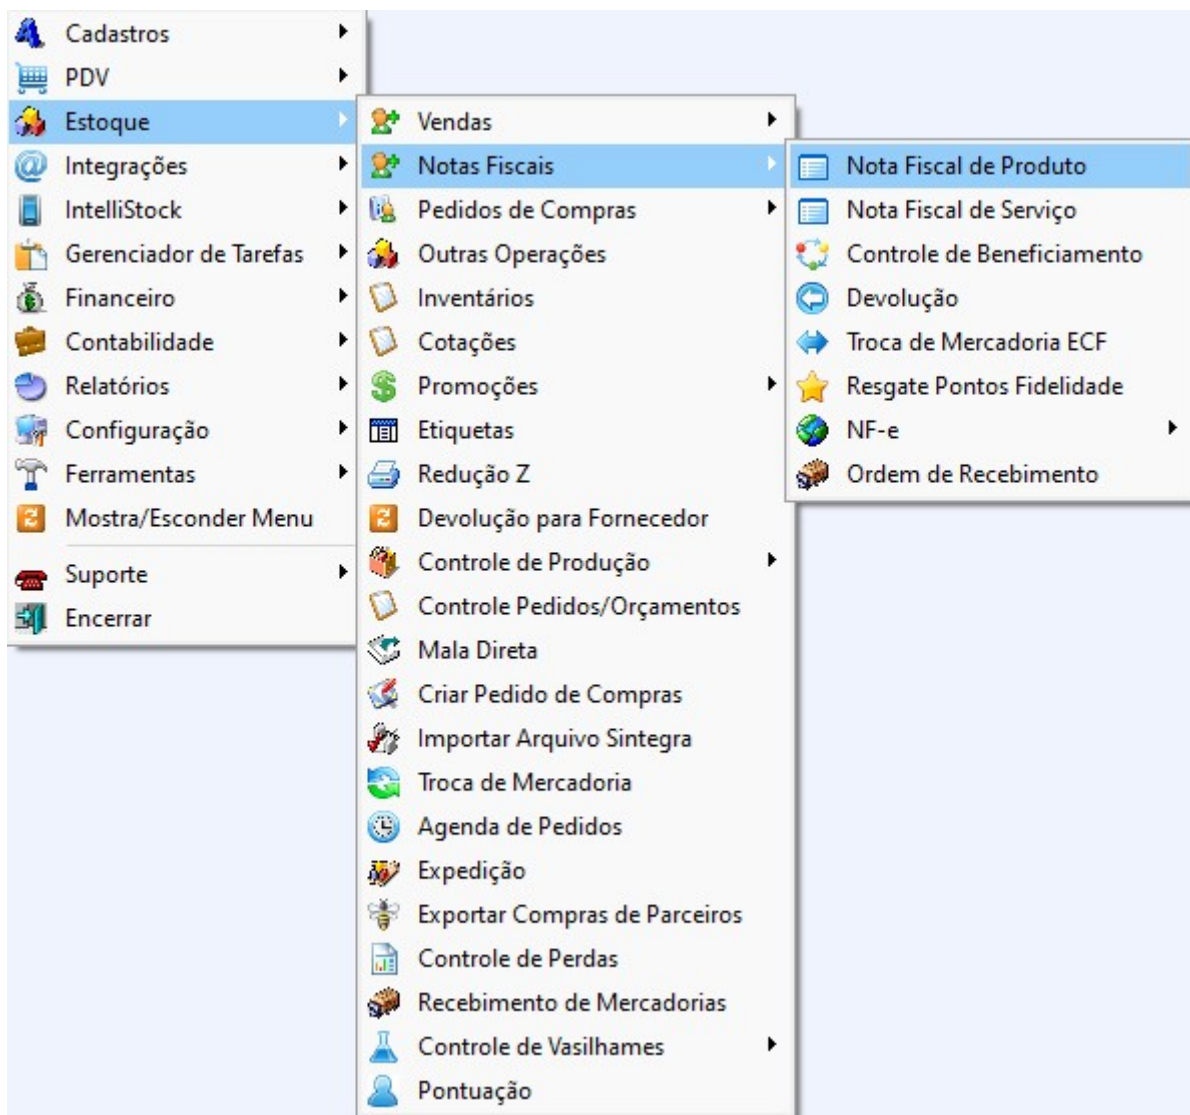 Cadastros
PDV
Estoque
Integrações
IntelliStock
Gerenciador de Tarefas
Financeiro
Contabilidade
Relatórios
Configuração
Ferramentas
Mostra/Esconder Menu
Suporte
Encerrar
Vendas
Notas Fiscais
Pedidos de Compras
Outras Operações
Inventários
Cotações
Promoções
Etiquetas
Redução Z
Devolução para Fornecedor
Controle de Produção
Controle Pedidos/Orçamentos
Mala Direta
Criar Pedido de Compras
Importar Arquivo Sintegra
Troca de Mercadoria
Agenda de Pedidos
Expedição
Exportar Compras de Parceiros
Controle de Perdas
Recebimento de Mercadorias
Controle de Vasilhames
Pontuação
Nota Fiscal de Produto
Nota Fiscal de Serviço
Controle de Beneficiamento
Devolução
Troca de Mercadoria ECF
Resgate Pontos Fidelidade
NF-e
Ordem de Recebimento